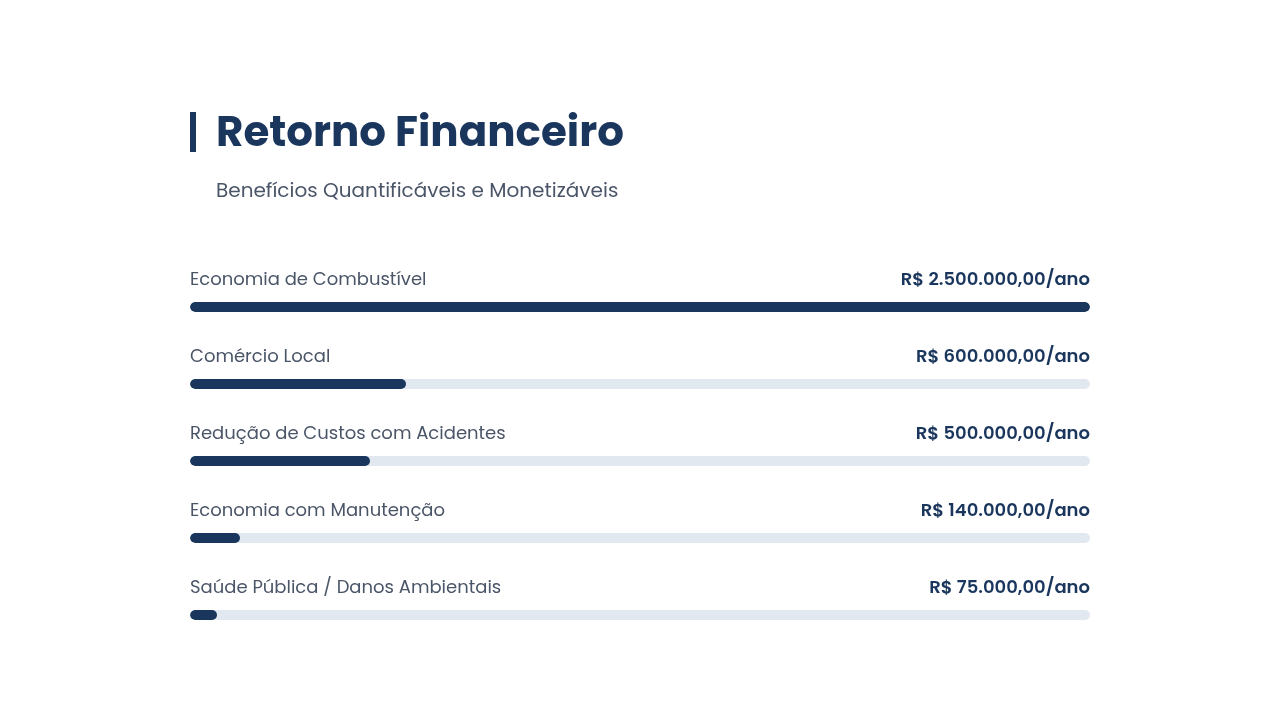 Retorno Financeiro
Benefícios Quantificáveis e Monetizáveis
Economia de Combustível R$ 2.500.000,00/ano
Comércio Local R$ 600.000,00/ano
Redução de Custos com Acidentes R$ 500.000,00/ano
Economia com Manutenção R$ 140.000,00/ano
Saúde Pública / Danos Ambientais R$ 75.000,00/ano